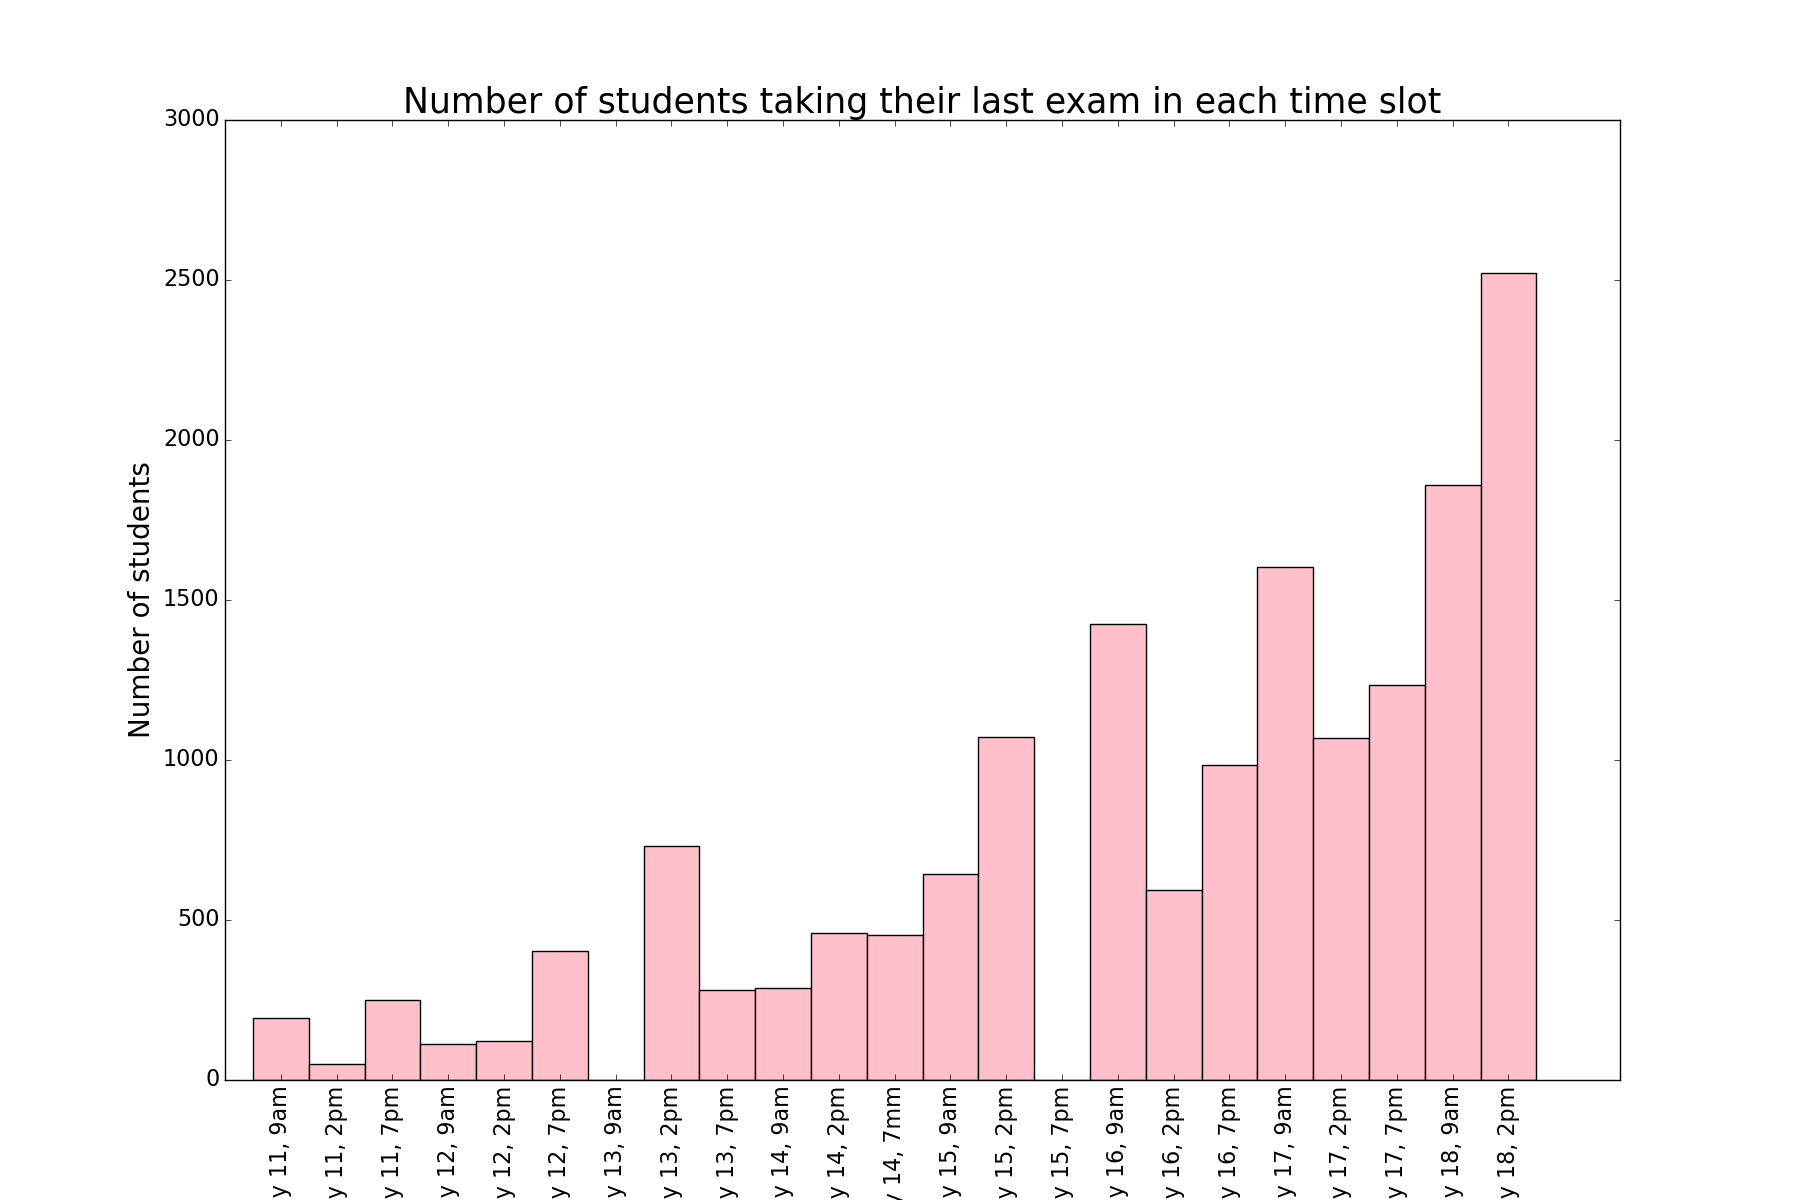 Number of students taking their last exam in each time slot
3000
2500
2000
1500
1000
500
0
Number of students
y 11, 9am
y 11, 2pm
y 11, 7pm
y 12, 9am
y 12, 2pm
y 12, 7pm
y 13, 9am
y 13, 2pm
y 13, 7pm
y 14, 9am
y 14, 2pm
y 14, 7mm
y 15, 9am
y 15, 2pm
y 15, 7pm
y 16, 9am
y 16, 2pm
y 16, 7pm
y 17, 9am
y 17, 2pm
y 17, 7pm
y 18, 9am
y 18, 2pm